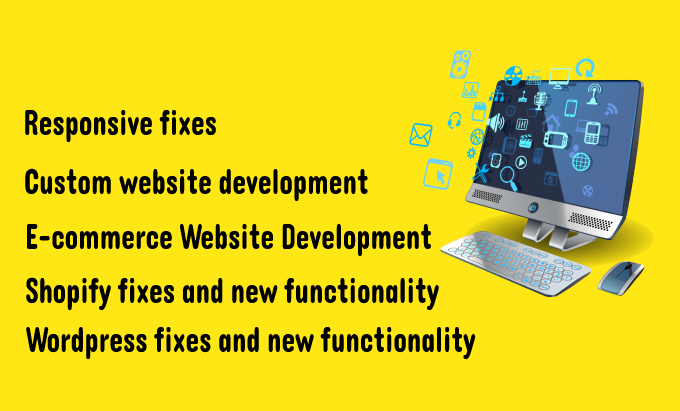 Responsive fixes
Custom website development
E-commerce Website Development
Shopify fixes and new functionality
Wordpress fixes and new functionality